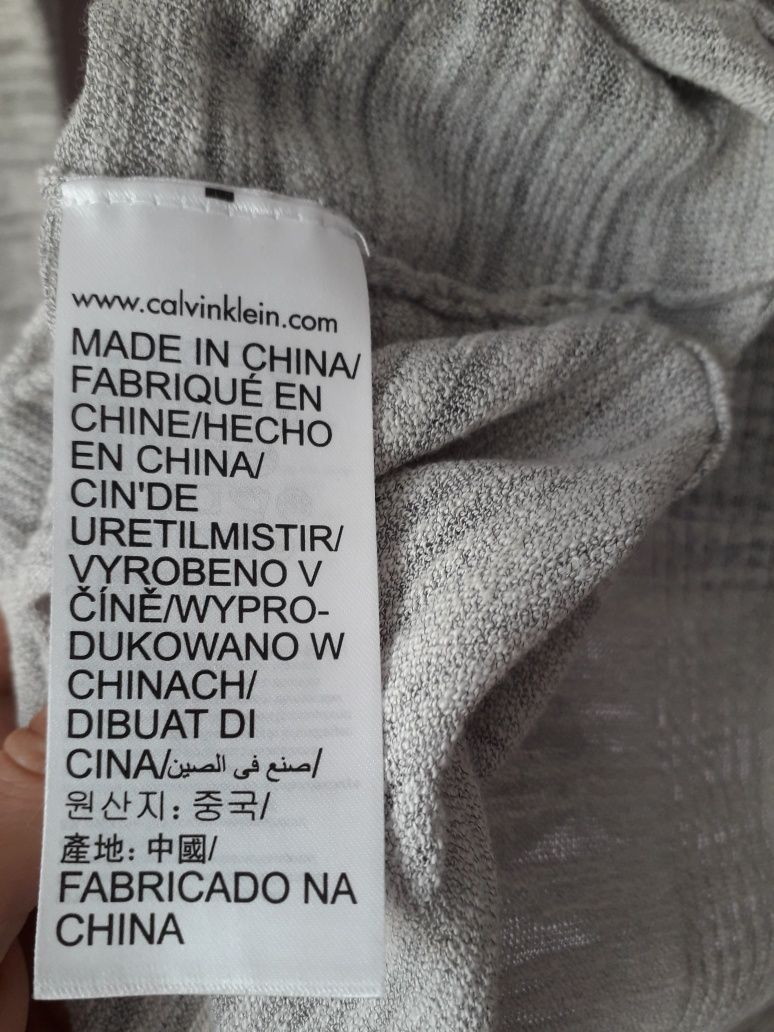 www.calvinklein.com
MADE IN CHINA/
FABRIQUÉ EN
CHINE/HECHO
EN CHINA/
CIN'DE
URETILMISTIR/
VYROBENO V
ČÍNĚ/WYPRO-
DUKOWANO W
CHINACH/
DIBUAT DI
CINA/صنع فى الصين/
원산지: 중국/
產地: 中國/
FABRICADO NA
CHINA